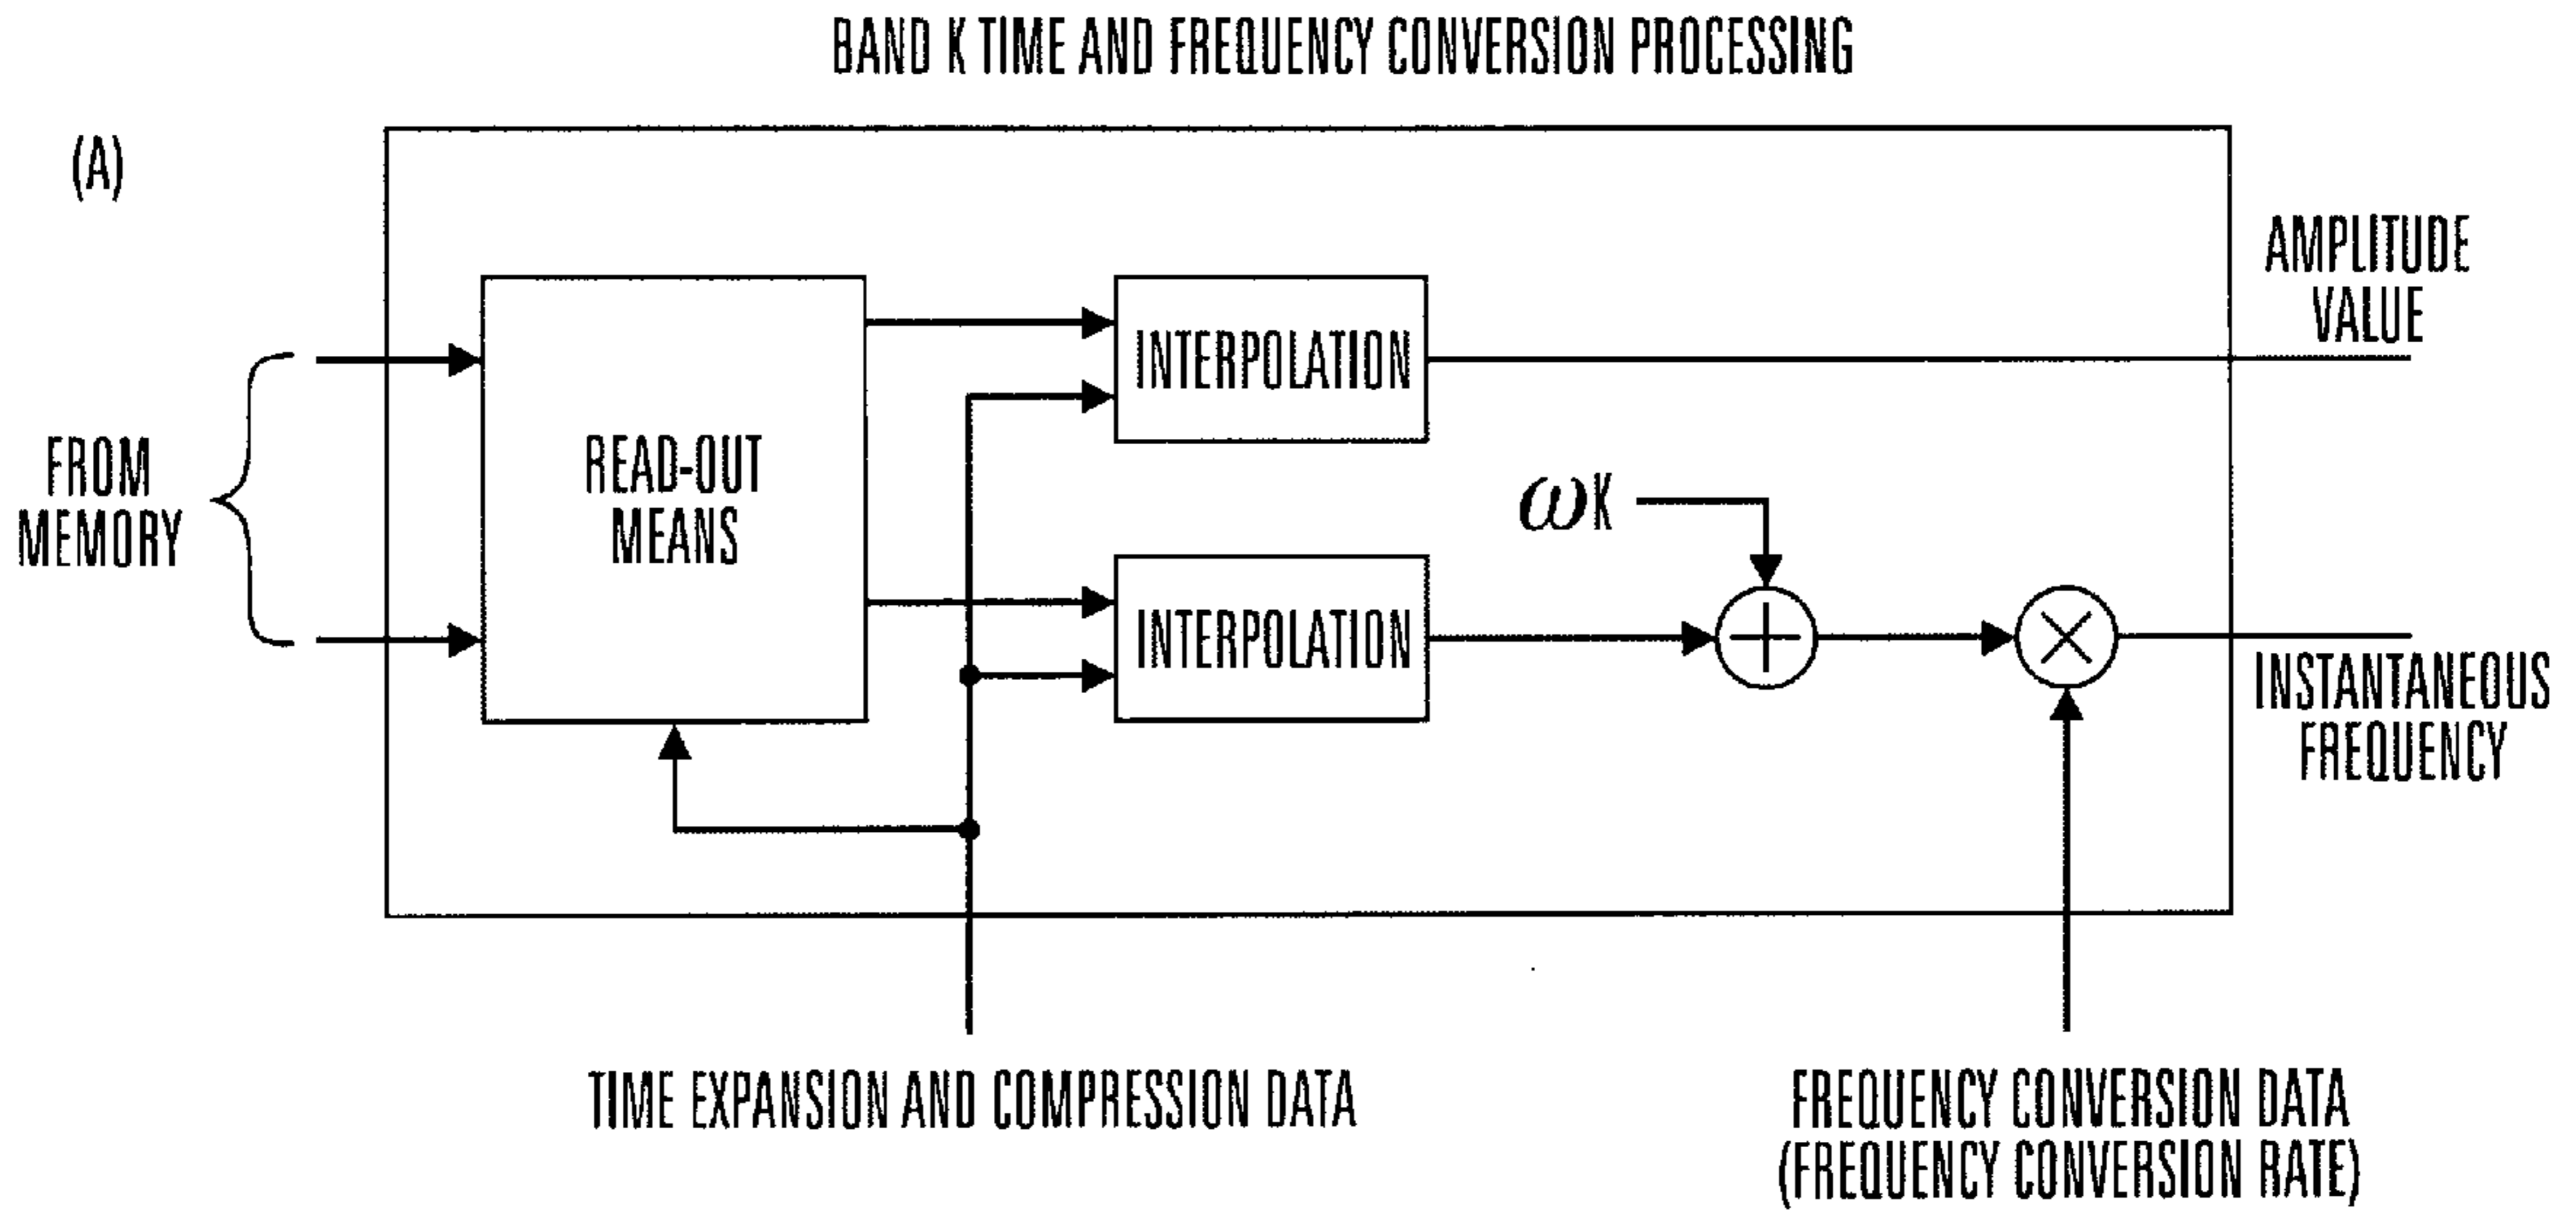 BAND K TIME AND FREQUENCY CONVERSION PROCESSING
(A)
AMPLITUDE
VALUE
INTERPOLATION
FROM
MEMORY
READ-OUT
MEANS
ωK
INTERPOLATION
INSTANTANEOUS
FREQUENCY
TIME EXPANSION AND COMPRESSION DATA
FREQUENCY CONVERSION DATA
(FREQUENCY CONVERSION RATE)